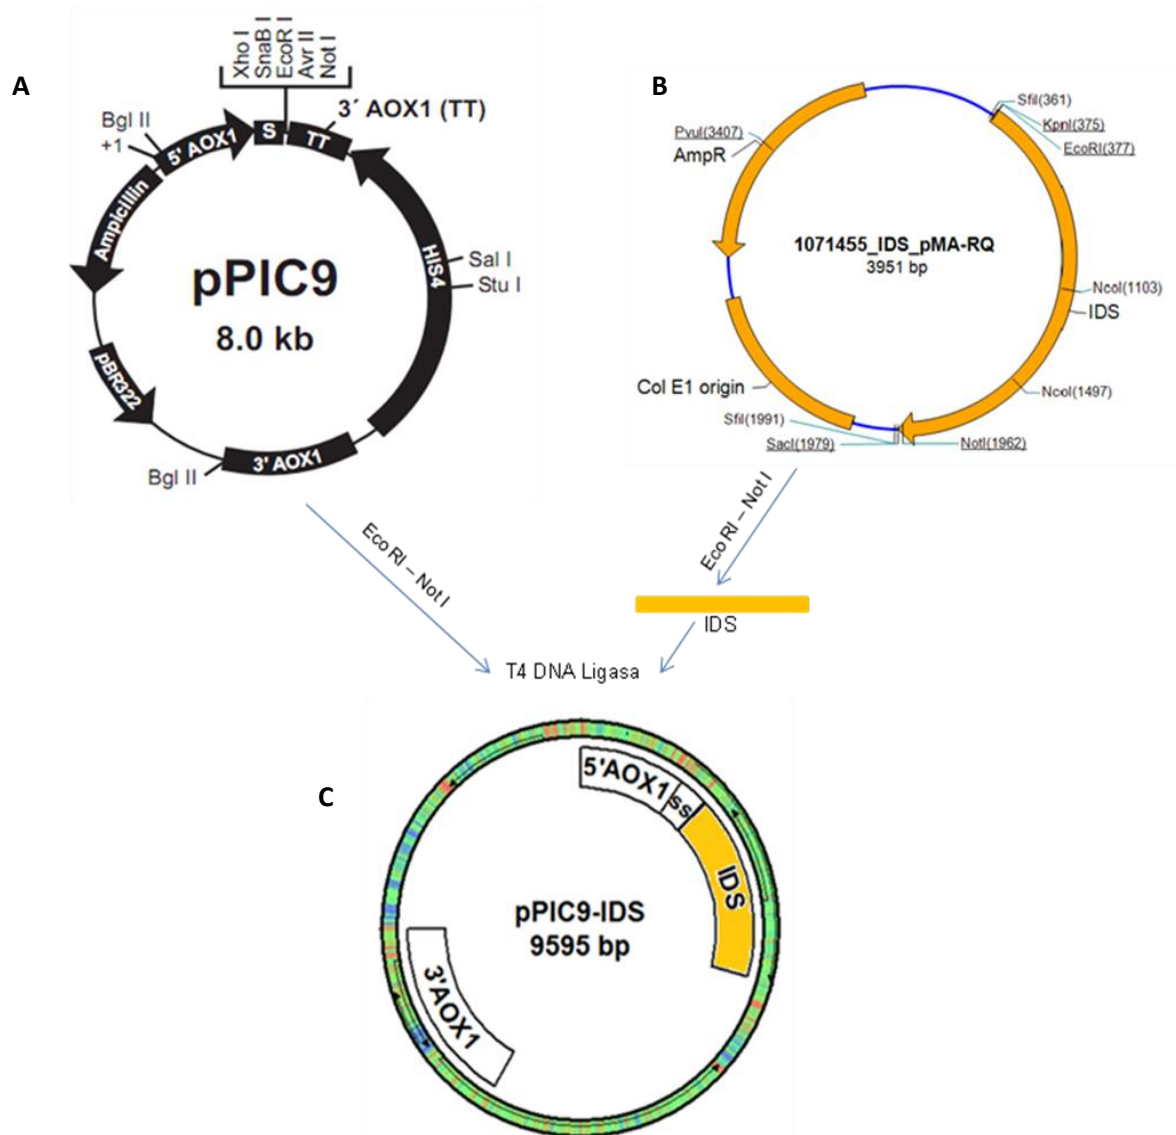 A
Xho I
SnaB I
EcoR I
Avr II
Not I
3´ AOX1 (TT)
Bgl II
+1
5' AOX1
S
TT
Ampicillin
HIS4
Sal I
Stu I
pPIC9
8.0 kb
pBR322
Bgl II
3' AOX1
B
SfiI(361)
KpnI(375)
EcoRI(377)
PvuI(3407)
AmpR
1071455_IDS_pMA-RQ
3951 bp
NcoI(1103)
IDS
Col E1 origin
NcoI(1497)
SfiI(1991)
SacI(1979)
NotI(1962)
Eco RI – Not I
Eco RI – Not I
IDS
T4 DNA Ligasa
C
5'AOX1
ss
IDS
pPIC9-IDS
9595 bp
3'AOX1